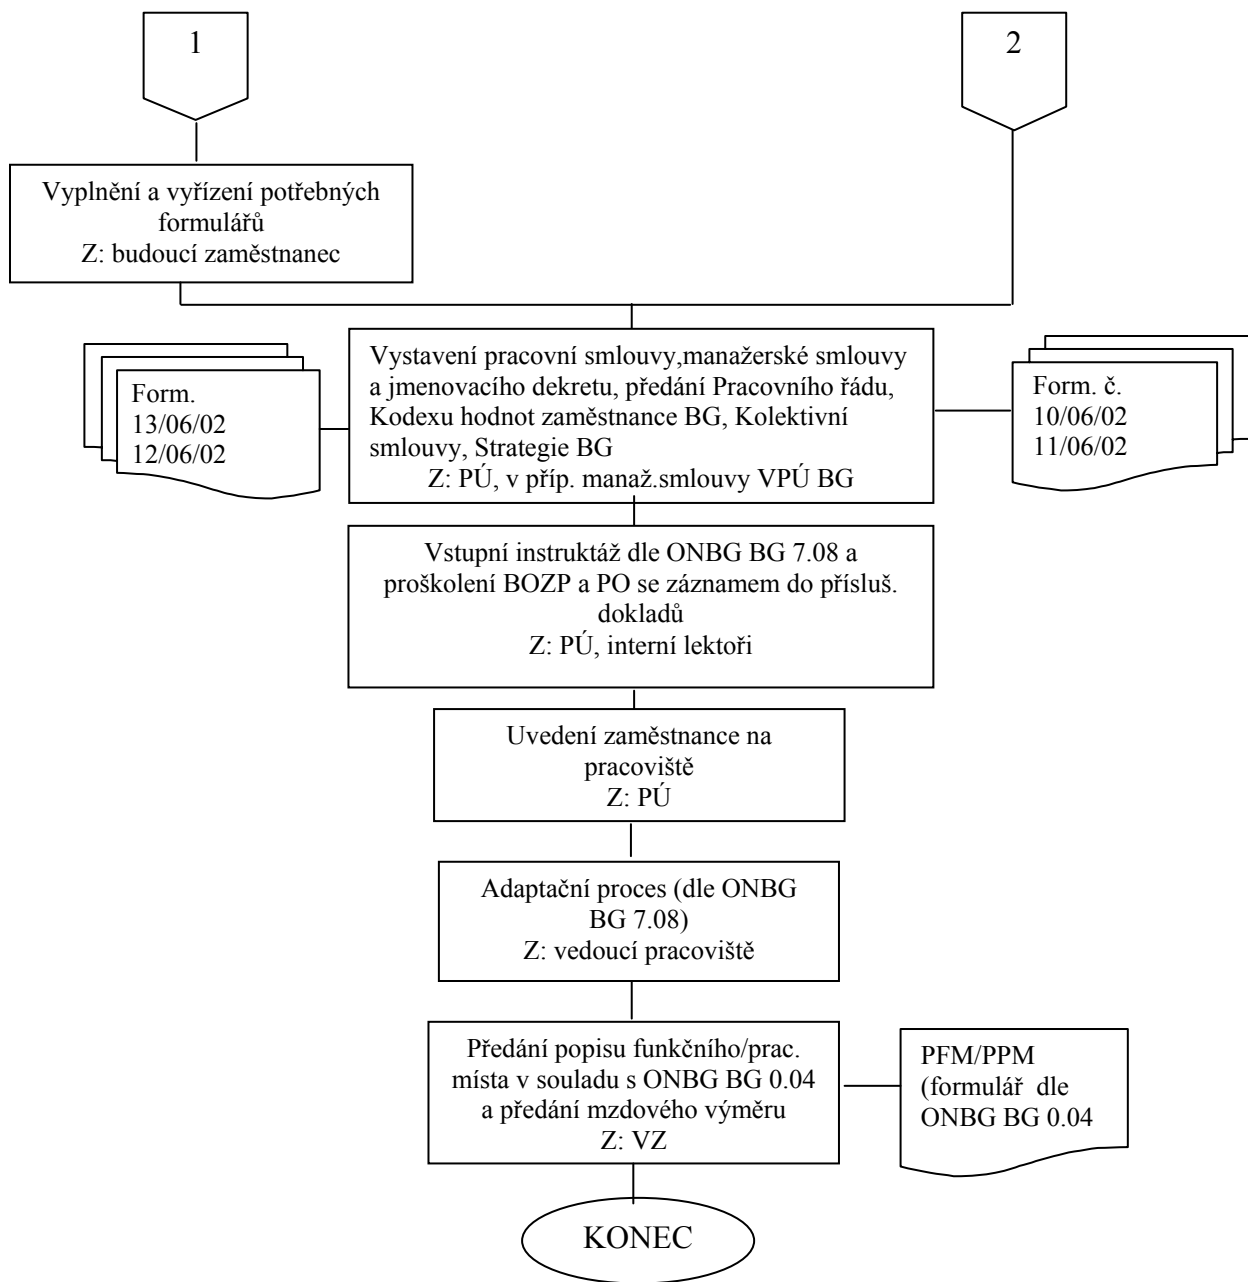 1
2
Vyplnění a vyřízení potřebných
formulářů
Z: budoucí zaměstnanec
Form.
13/06/02
12/06/02
Vystavení pracovní smlouvy,manažerské smlouvy
a jmenovacího dekretu, předání Pracovního řádu,
Kodexu hodnot zaměstnance BG, Kolektivní
smlouvy, Strategie BG
Z: PÚ, v příp. manaž.smlouvy VPÚ BG
Form. č.
10/06/02
11/06/02
Vstupní instruktáž dle ONBG BG 7.08 a
proškolení BOZP a PO se záznamem do přísluš.
dokladů
Z: PÚ, interní lektoři
Uvedení zaměstnance na
pracoviště
Z: PÚ
Adaptační proces (dle ONBG
BG 7.08)
Z: vedoucí pracoviště
Předání popisu funkčního/prac.
místa v souladu s ONBG BG 0.04
a předání mzdového výměru
Z: VZ
PFM/PPM
(formulář dle
ONBG BG 0.04
KONEC